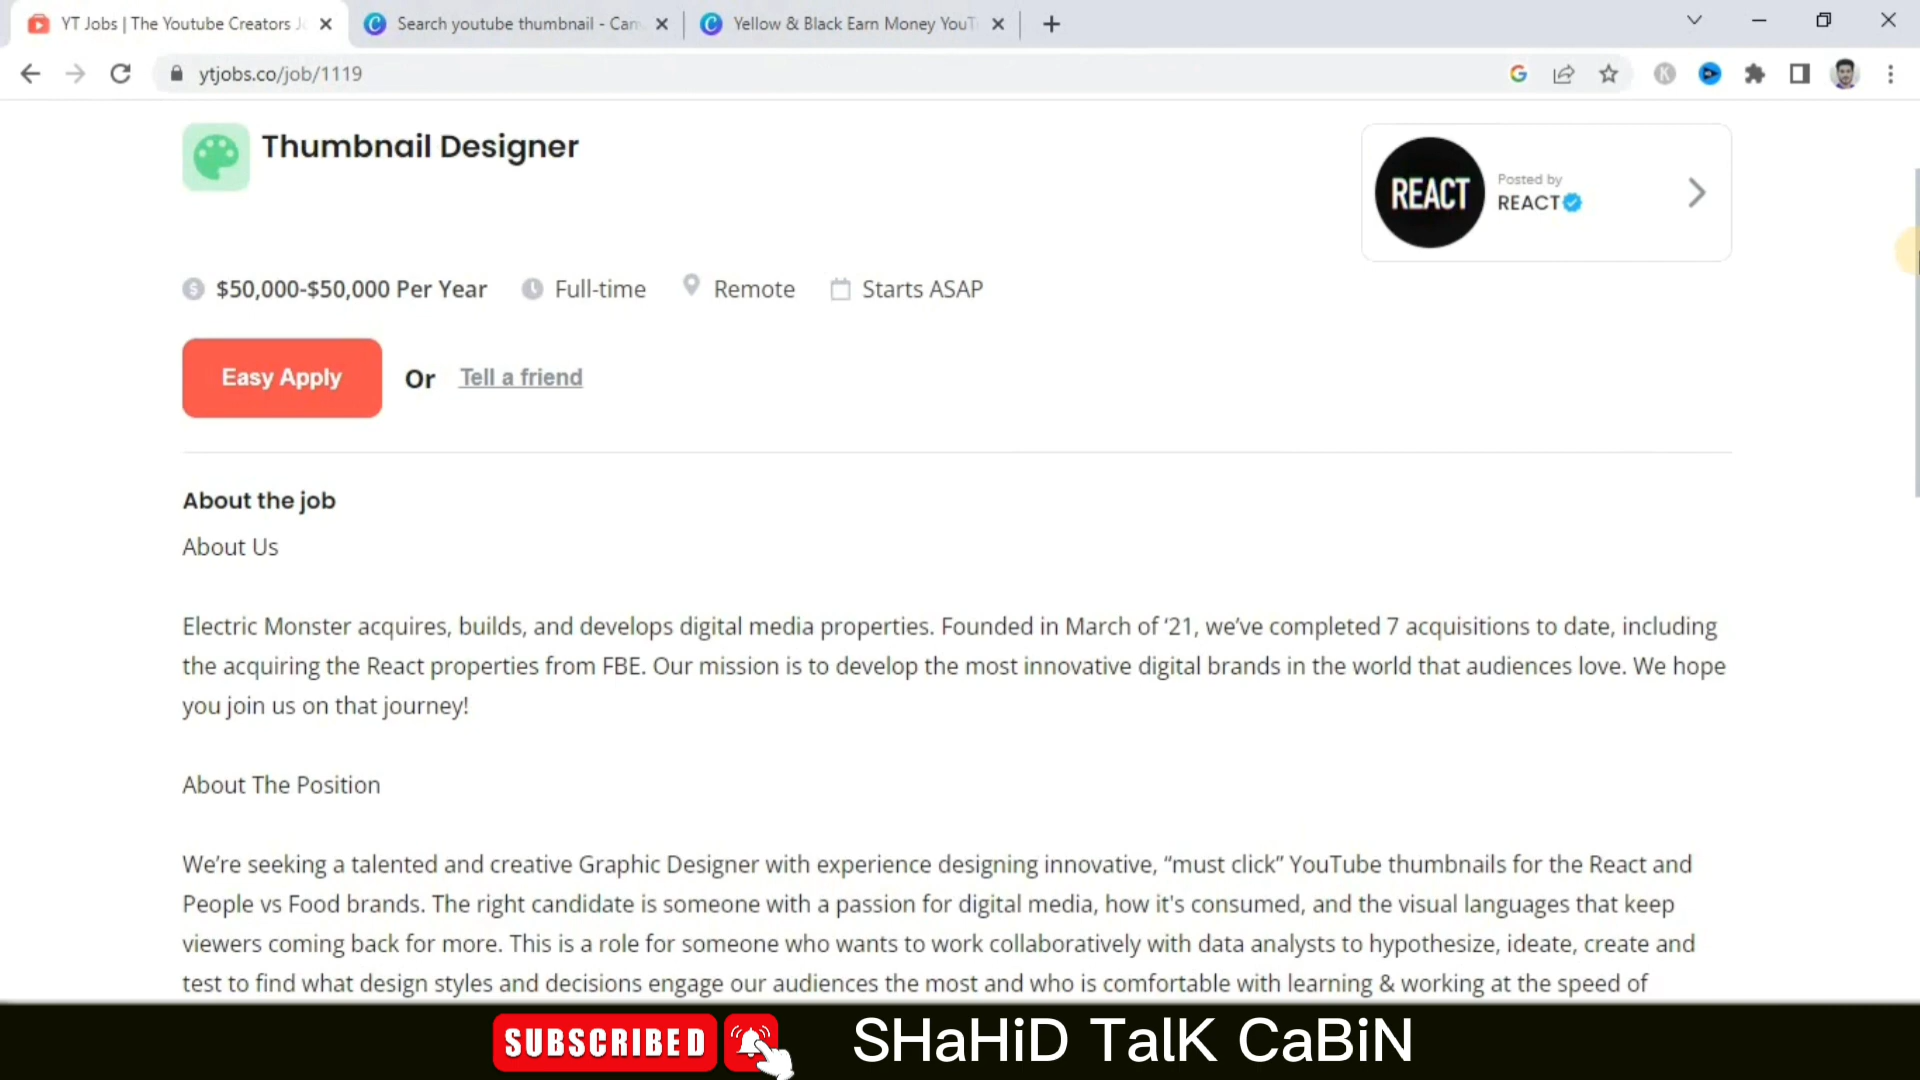 YT Jobs | The Youtube Creators J
Search youtube thumbnail - Can
Yellow & Black Earn Money YouT
ytjobs.co/job/1119
Thumbnail Designer
REACT
Posted by
REACT
$50,000-$50,000 Per Year
Full-time
Remote
Starts ASAP
Easy Apply
Or
Tell a friend
About the job
About Us
Electric Monster acquires, builds, and develops digital media properties. Founded in March of ‘21, we’ve completed 7 acquisitions to date, including
the acquiring the React properties from FBE. Our mission is to develop the most innovative digital brands in the world that audiences love. We hope
you join us on that journey!
About The Position
We’re seeking a talented and creative Graphic Designer with experience designing innovative, “must click” YouTube thumbnails for the React and
People vs Food brands. The right candidate is someone with a passion for digital media, how it's consumed, and the visual languages that keep
viewers coming back for more. This is a role for someone who wants to work collaboratively with data analysts to hypothesize, ideate, create and
test to find what design styles and decisions engage our audiences the most and who is comfortable with learning & working at the speed of
SUBSCRIBED
SHaHiD TalK CaBiN